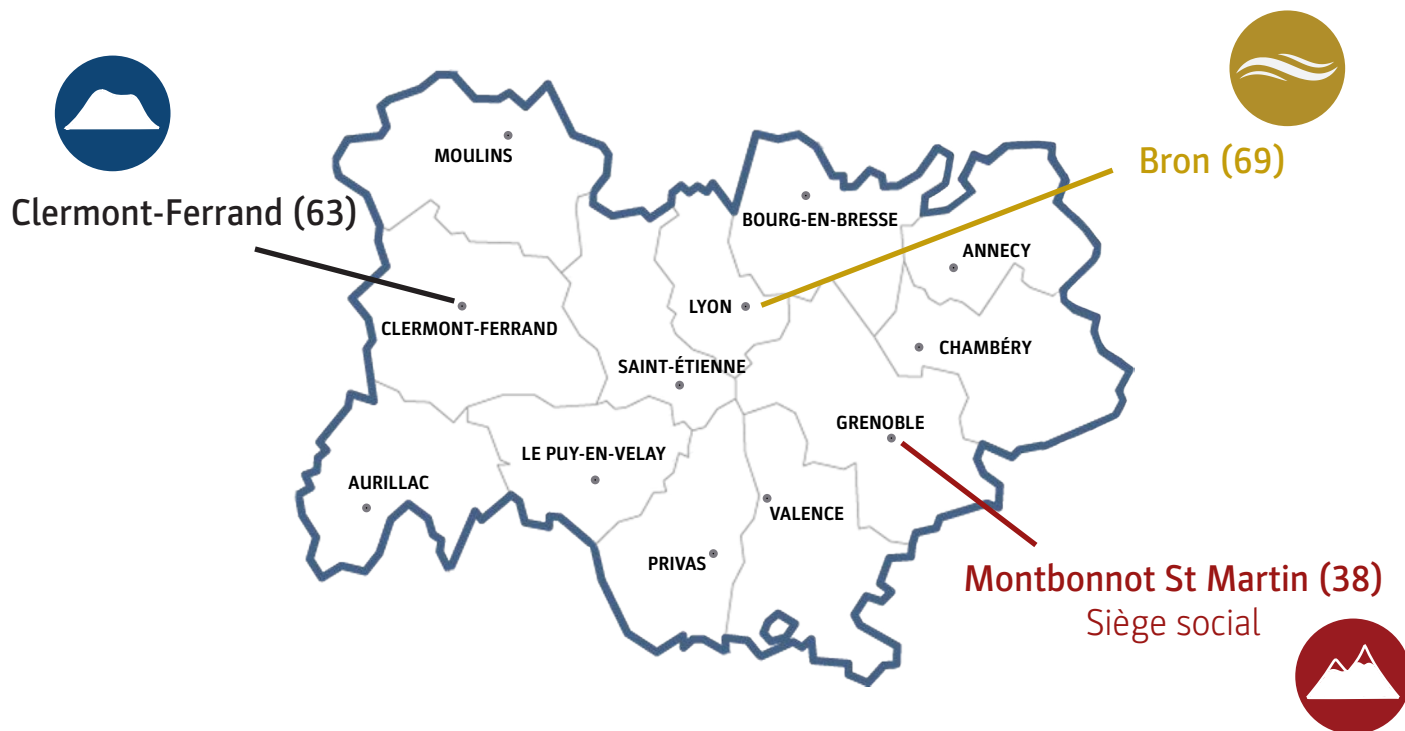 MOULINS
Bron (69)
Clermont-Ferrand (63)
BOURG-EN-BRESSE
ANNECY
LYON
CLERMONT-FERRAND
CHAMBÉRY
SAINT-ÉTIENNE
GRENOBLE
LE PUY-EN-VELAY
AURILLAC
VALENCE
PRIVAS
Montbonnot St Martin (38)
Siège social